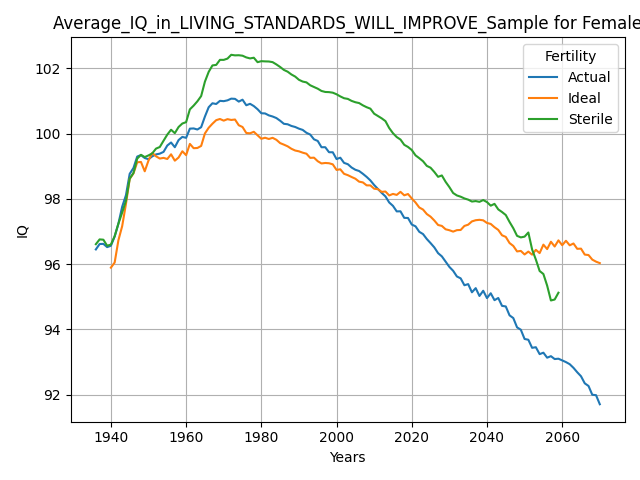 Average_IQ_in_LIVING_STANDARDS_WILL_IMPROVE_Sample for Female
Fertility
Actual
Ideal
Sterile
IQ
102
100
98
96
94
92
1940 1960 1980 2000 2020 2040 2060
Years